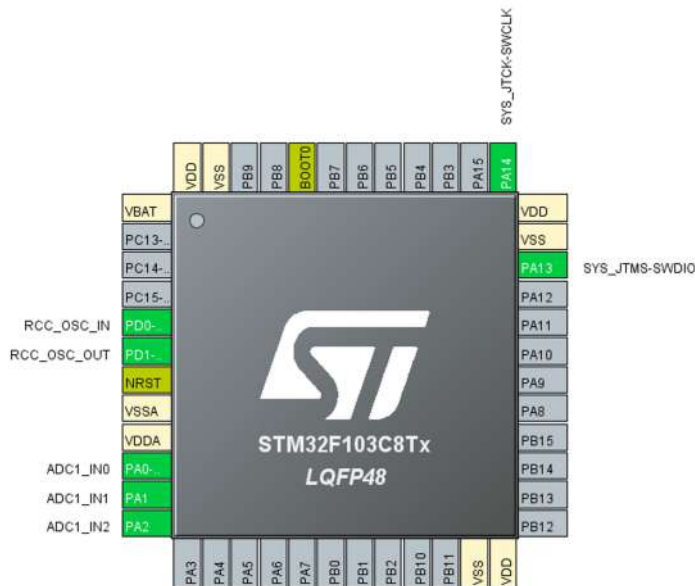 SYS_JTCK-SWCLK
VDD
VSS
PB9
PB8
BOOT0
PB7
PB6
PB5
PB4
PB3
PA15
PA14
VBAT
PC13-..
PC14-..
PC15-..
RCC_OSC_IN PD0-..
RCC_OSC_OUT PD1-..
NRST
VSSA
VDDA
ADC1_IN0 PA0-..
ADC1_IN1 PA1
ADC1_IN2 PA2
VDD
VSS
PA13 SYS_JTMS-SWDIO
PA12
PA11
PA10
PA9
PA8
PB15
PB14
PB13
PB12
ST
STM32F103C8Tx
LQFP48
PA3
PA4
PA5
PA6
PA7
PB0
PB1
PB2
PB10
PB11
VSS
VDD